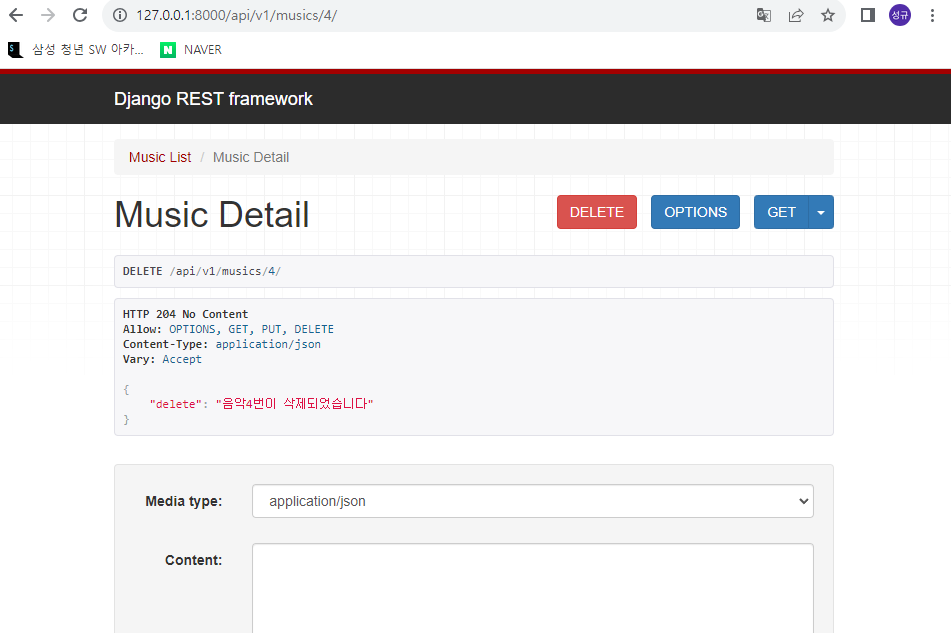 127.0.0.1:8000/api/v1/musics/4/
성규
삼성 청년 SW 아카...
N NAVER
Django REST framework
Music List / Music Detail
Music Detail
DELETE OPTIONS GET
DELETE /api/v1/musics/4/
HTTP 204 No Content
Allow: OPTIONS, GET, PUT, DELETE
Content-Type: application/json
Vary: Accept
{
"delete": "음악4번이 삭제되었습니다"
}
Media type: application/json
Content: